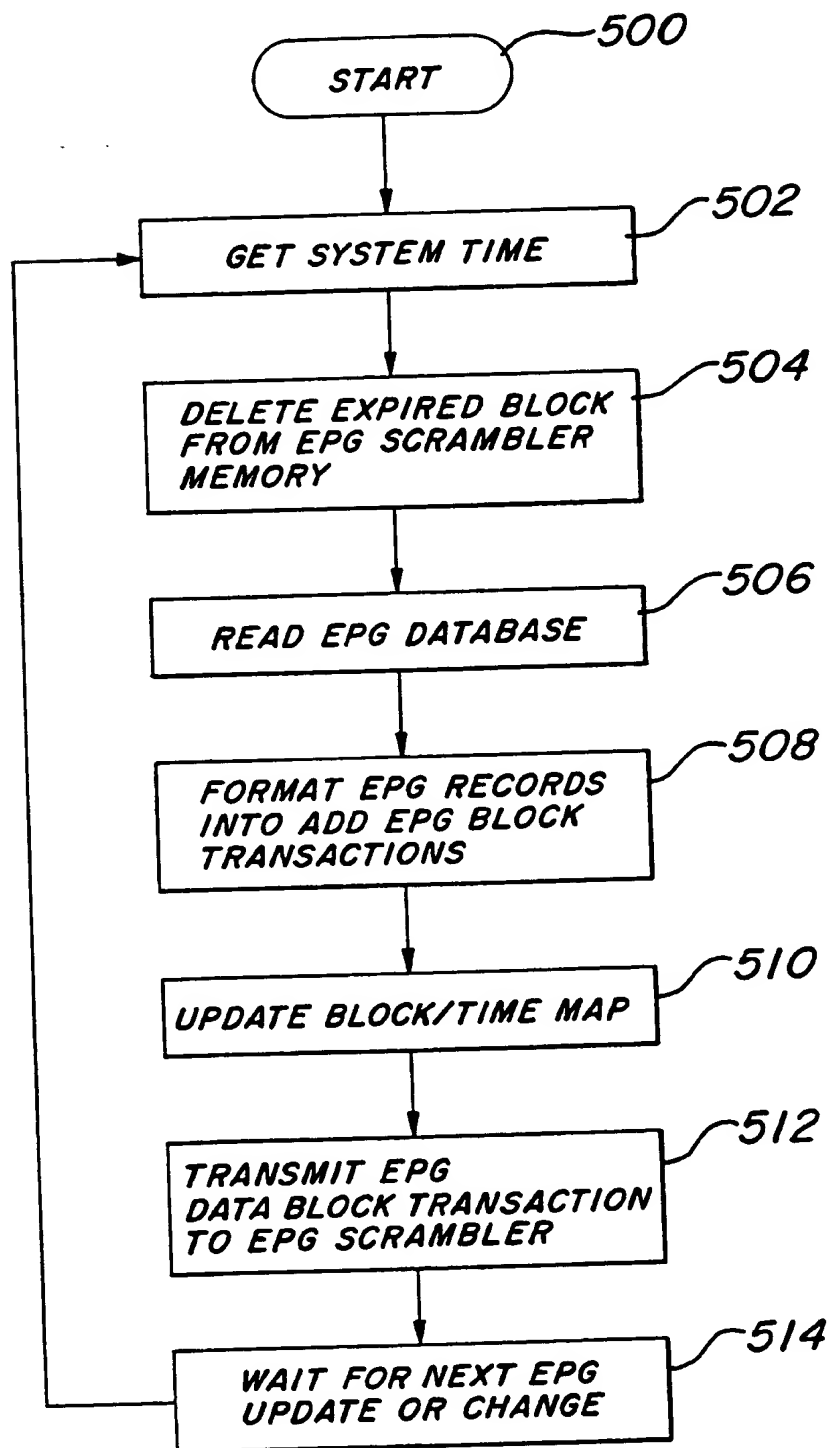 500
START
502
GET SYSTEM TIME
504
DELETE EXPIRED BLOCK
FROM EPG SCRAMBLER
MEMORY
506
READ EPG DATABASE
508
FORMAT EPG RECORDS
INTO ADD EPG BLOCK
TRANSACTIONS
510
UPDATE BLOCK/TIME MAP
512
TRANSMIT EPG
DATA BLOCK TRANSACTION
TO EPG SCRAMBLER
514
WAIT FOR NEXT EPG
UPDATE OR CHANGE